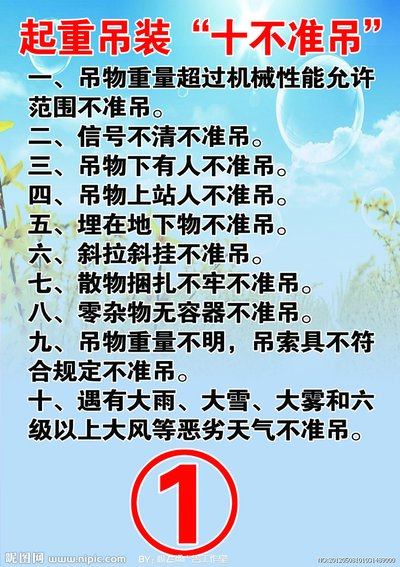 起重吊装“十不准吊”
一、吊物重量超过机械性能允许
范围不准吊。
二、信号不清不准吊。
三、吊物下有人不准吊。
四、吊物上站人不准吊。
五、埋在地下物不准吊。
六、斜拉斜挂不准吊。
七、散物捆扎不牢不准吊。
八、零杂物无容器不准吊。
九、吊物重量不明，吊索具不符
合规定不准吊。
十、遇有大雨、大雪、大雾和六
级以上大风等恶劣天气不准吊。
1
昵图网 www.nipic.com